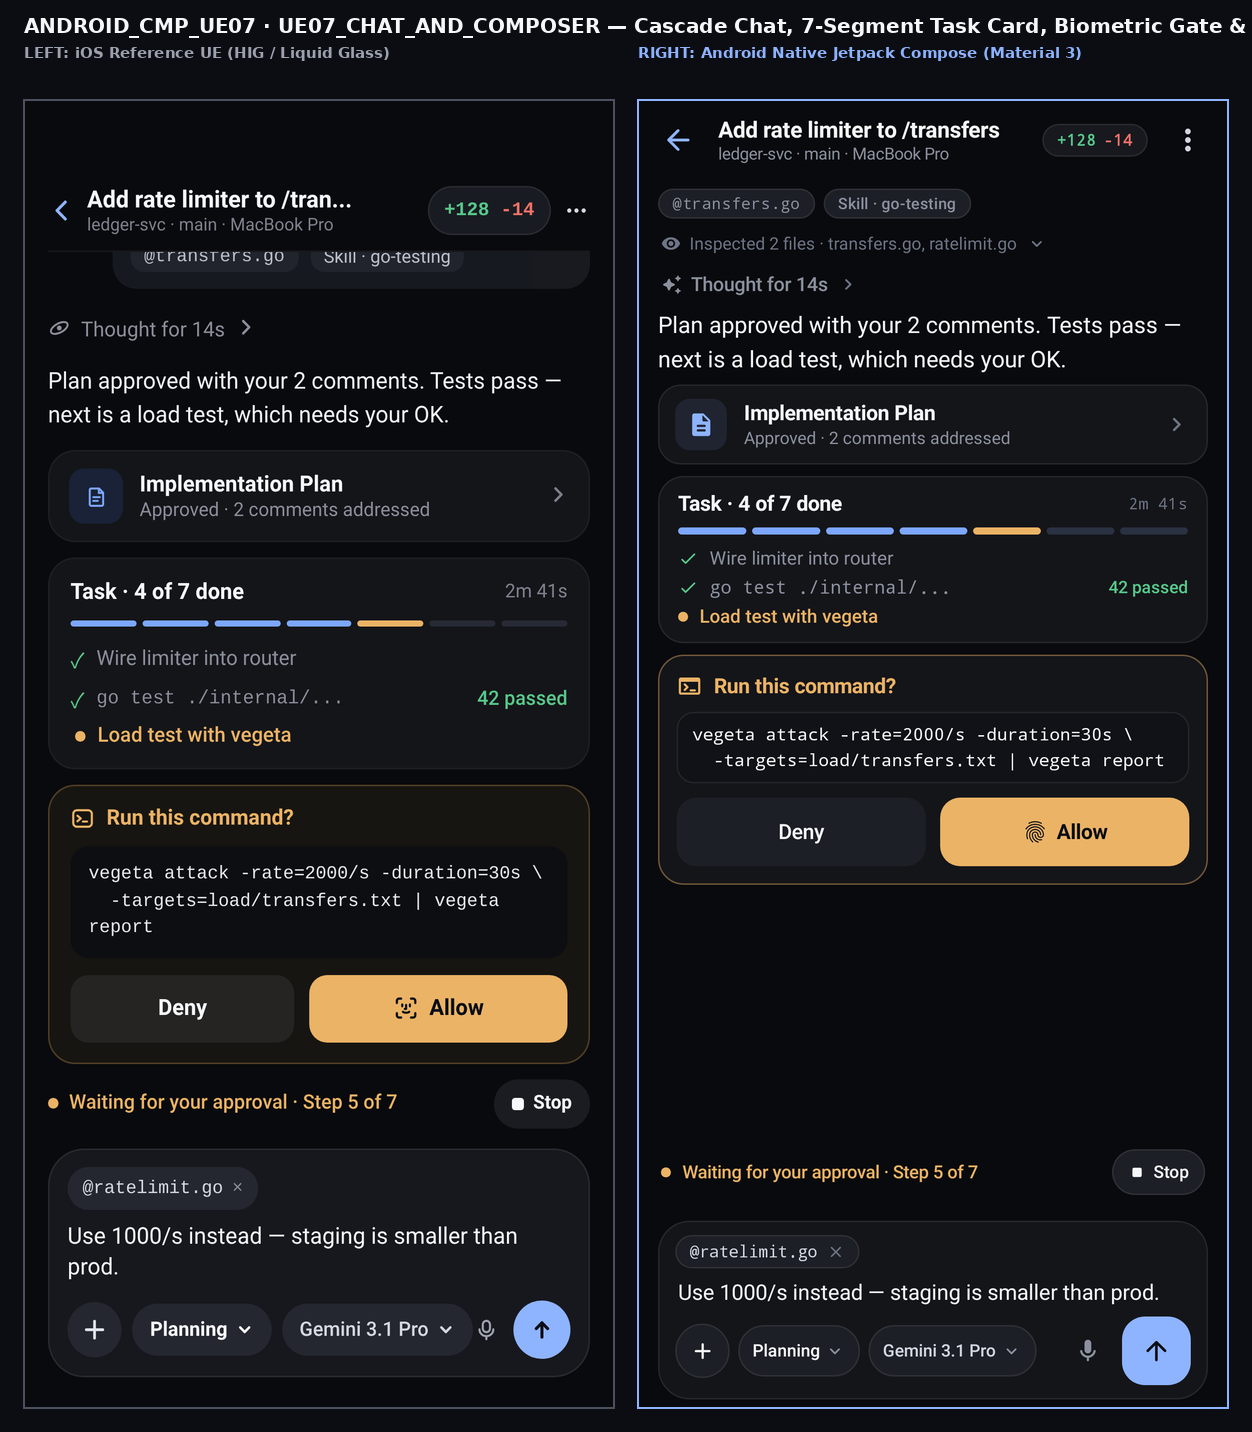 ANDROID_CMP_UE07 · UE07_CHAT_AND_COMPOSER — Cascade Chat, 7-Segment Task Card, Biometric Gate &
LEFT: iOS Reference UE (HIG / Liquid Glass)
Add rate limiter to /tran...
ledger-svc · main · MacBook Pro
+128 -14
@transfers.go
Skill · go-testing
Thought for 14s
Plan approved with your 2 comments. Tests pass —
next is a load test, which needs your OK.
Implementation Plan
Approved · 2 comments addressed
Task · 4 of 7 done
2m 41s
Wire limiter into router
go test ./internal/...
42 passed
Load test with vegeta
Run this command?
vegeta attack -rate=2000/s -duration=30s \
-targets=load/transfers.txt | vegeta
report
Deny
Allow
Waiting for your approval · Step 5 of 7
Stop
@ratelimit.go ×
Use 1000/s instead — staging is smaller than
prod.
Planning
Gemini 3.1 Pro
RIGHT: Android Native Jetpack Compose (Material 3)
Add rate limiter to /transfers
ledger-svc · main · MacBook Pro
+128 -14
@transfers.go
Skill · go-testing
Inspected 2 files · transfers.go, ratelimit.go
Thought for 14s
Plan approved with your 2 comments. Tests pass —
next is a load test, which needs your OK.
Implementation Plan
Approved · 2 comments addressed
Task · 4 of 7 done
2m 41s
Wire limiter into router
go test ./internal/...
42 passed
Load test with vegeta
Run this command?
vegeta attack -rate=2000/s -duration=30s \
-targets=load/transfers.txt | vegeta report
Deny
Allow
Waiting for your approval · Step 5 of 7
Stop
@ratelimit.go ×
Use 1000/s instead — staging is smaller than prod.
Planning
Gemini 3.1 Pro